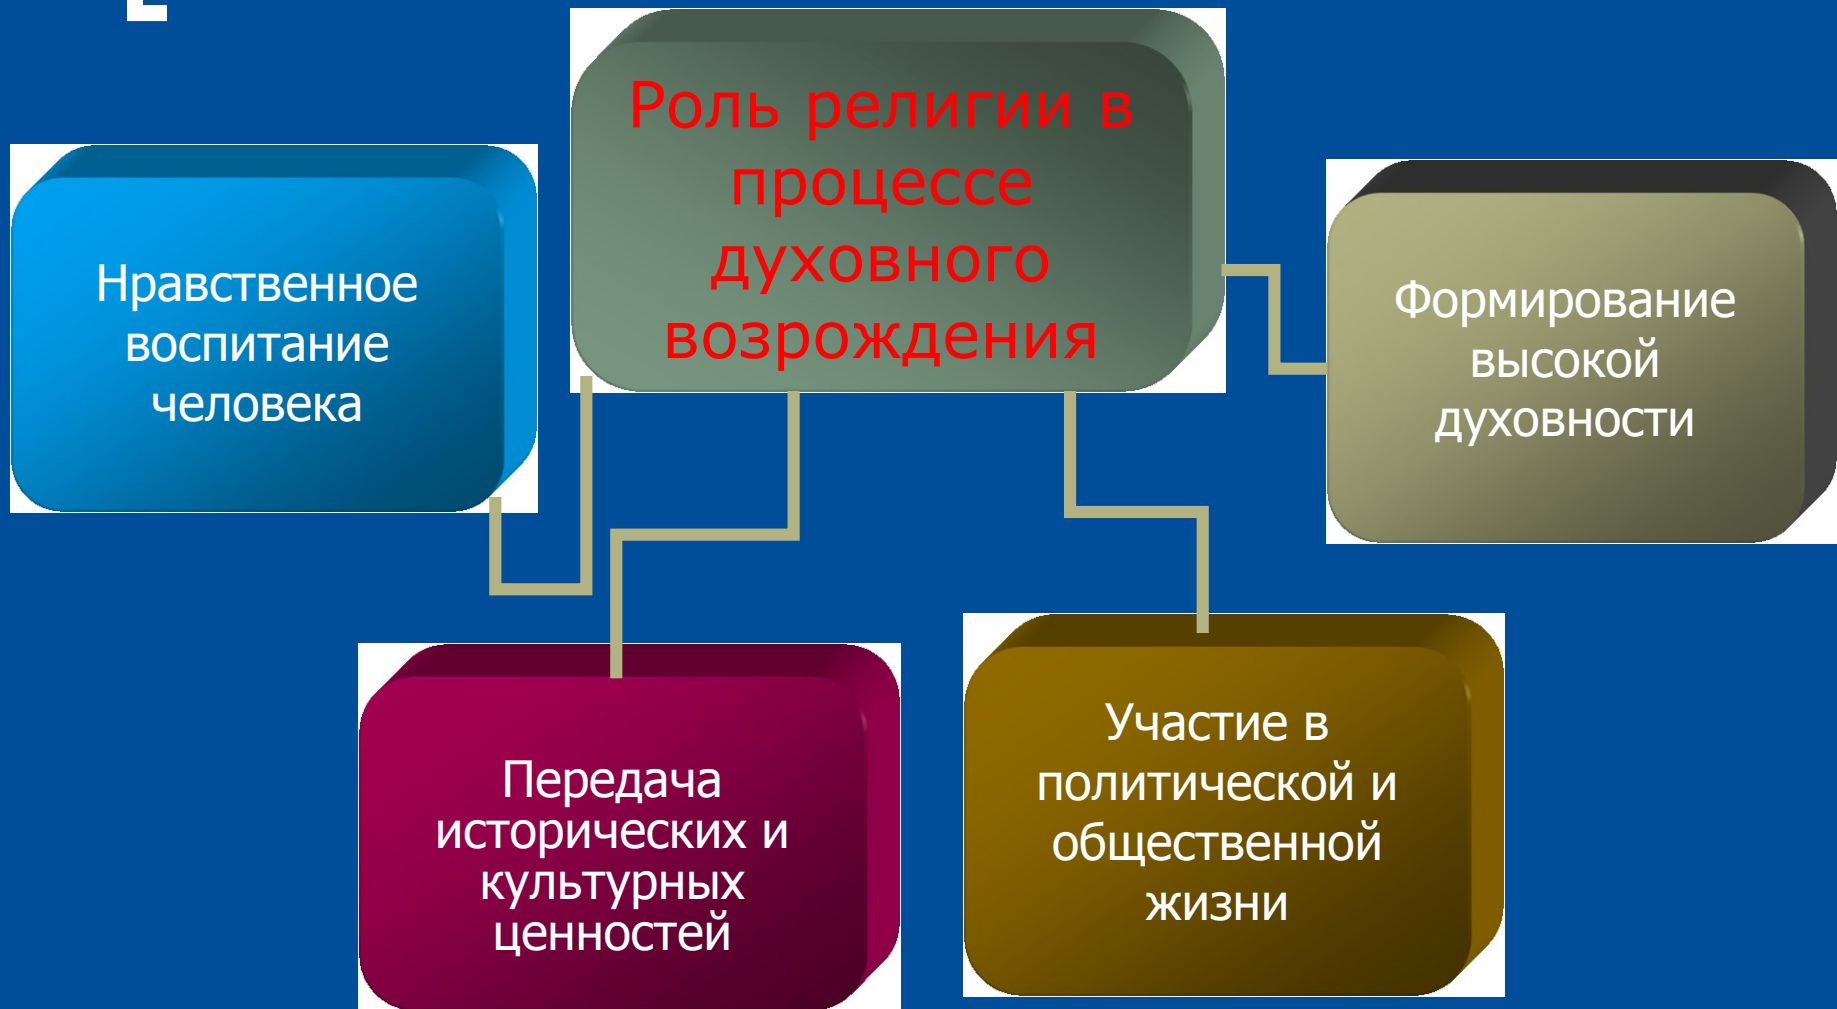 Роль религии в
процессе
духовного
возрождения
Нравственное
воспитание
человека
Формирование
высокой
духовности
Передача
исторических и
культурных
ценностей
Участие в
политической и
общественной
жизни